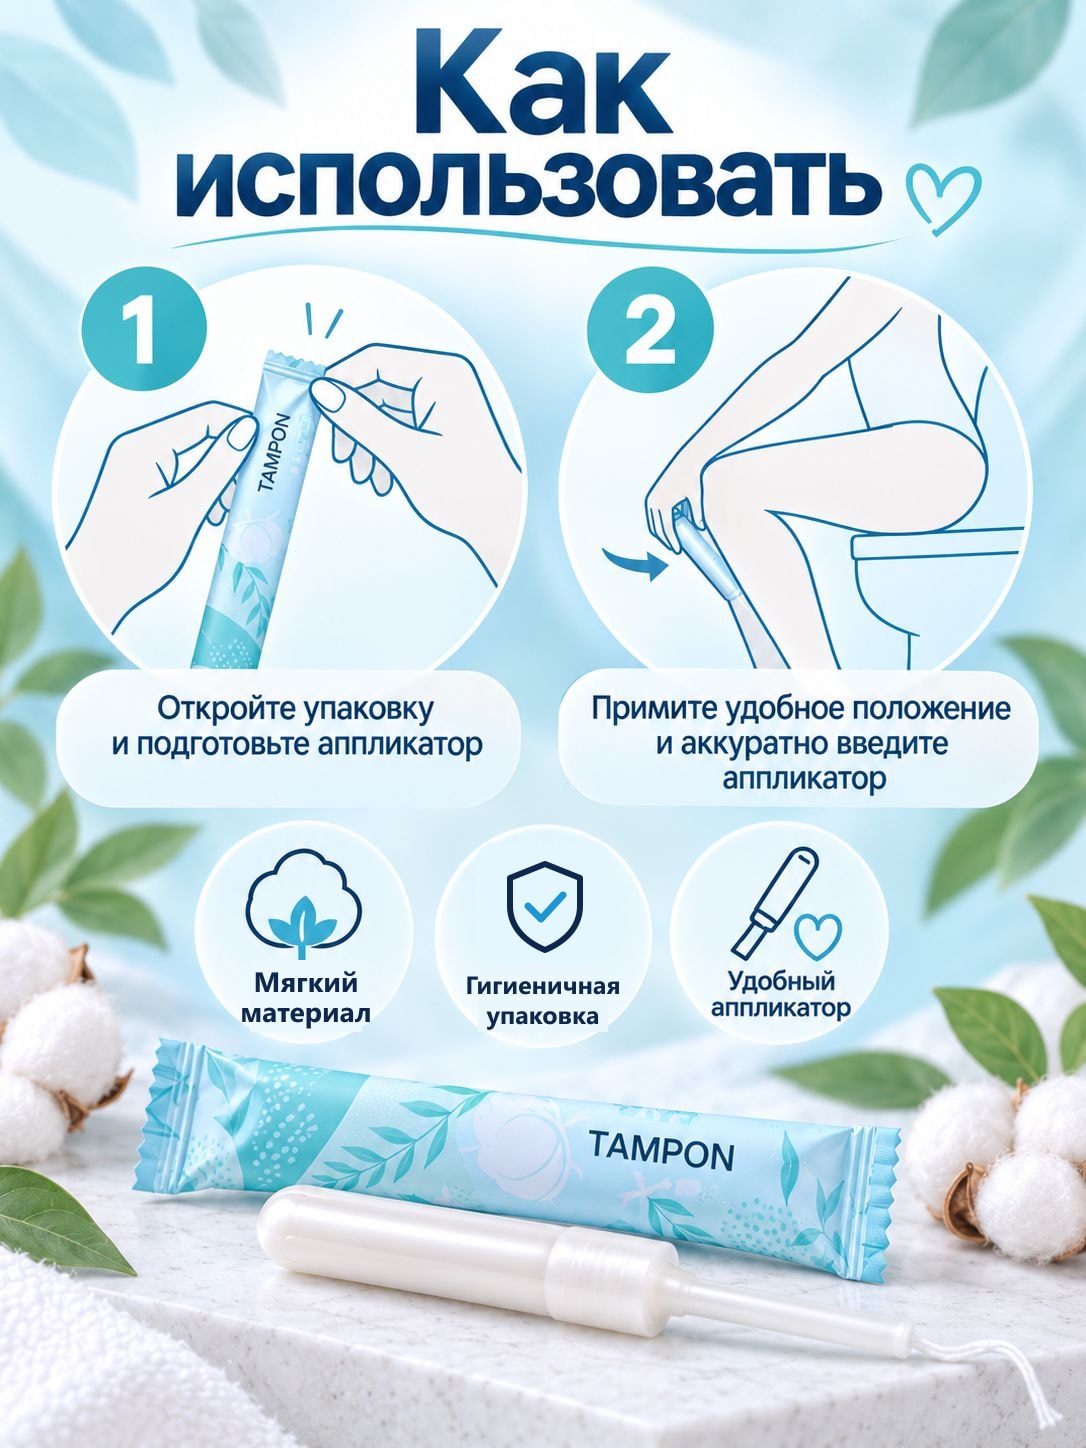 Как
использовать
1
2
TAMPON
Откройте упаковку
и подготовьте аппликатор
Примите удобное положение
и аккуратно введите
аппликатор
Мягкий
материал
Гигиеничная
упаковка
Удобный
аппликатор
TAMPON